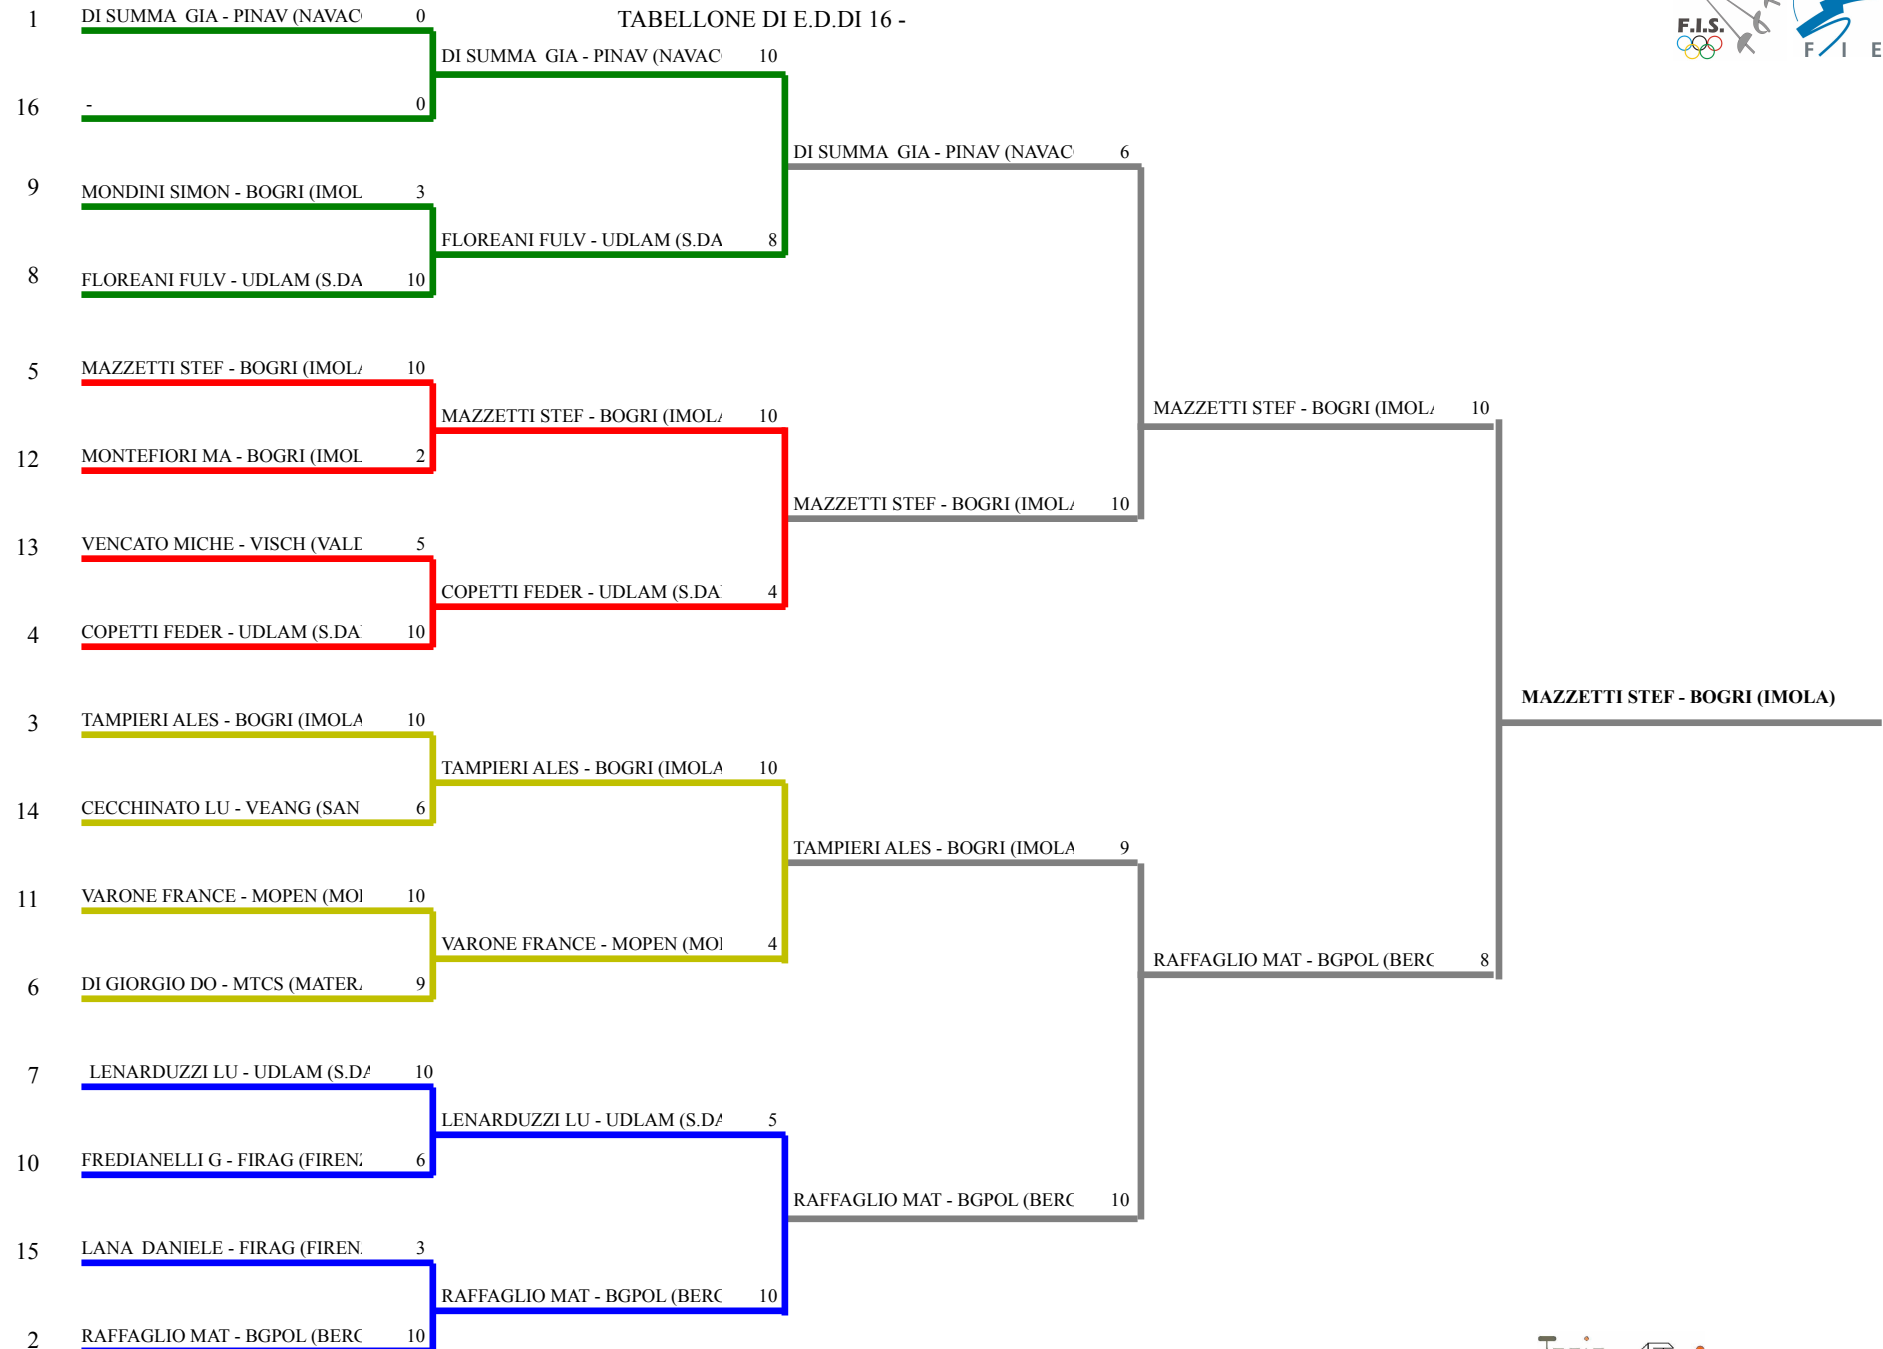 TABELLONE DI E.D.DI 16 -
F.I.S.
F I E
1 DI SUMMA GIA - PINAV (NAVAC 0
DI SUMMA GIA - PINAV (NAVAC 10
16 - 0
DI SUMMA GIA - PINAV (NAVAC 6
9 MONDINI SIMON - BOGRI (IMOL 3
FLOREANI FULV - UDLAM (S.DA 8
8 FLOREANI FULV - UDLAM (S.DA 10
5 MAZZETTI STEF - BOGRI (IMOL 10
MAZZETTI STEF - BOGRI (IMOL 10
MAZZETTI STEF - BOGRI (IMOL 10
12 MONTEFIORI MA - BOGRI (IMOL 2
MAZZETTI STEF - BOGRI (IMOL 10
13 VENCATO MICHE - VISCH (VAL 5
COPETTI FEDER - UDLAM (S.DA 4
4 COPETTI FEDER - UDLAM (S.DA 10
MAZZETTI STEF - BOGRI (IMOLA)
3 TAMPIERI ALES - BOGRI (IMOLA 10
TAMPIERI ALES - BOGRI (IMOLA 10
14 CECCHINATO LU - VEANG (SAN 6
TAMPIERI ALES - BOGRI (IMOLA 9
11 VARONE FRANCE - MOPEN (MO 10
VARONE FRANCE - MOPEN (MO 4
RAFFAGLIO MAT - BGPOL (BER 8
6 DI GIORGIO DO - MTCS (MATER 9
7 LENARDUZZI LU - UDLAM (S.DA 10
LENARDUZZI LU - UDLAM (S.DA 5
10 FREDIANELLI G - FIRAG (FIREN 6
RAFFAGLIO MAT - BGPOL (BER 10
15 LANA DANIELE - FIRAG (FIREN 3
RAFFAGLIO MAT - BGPOL (BER 10
2 RAFFAGLIO MAT - BGPOL (BER 10